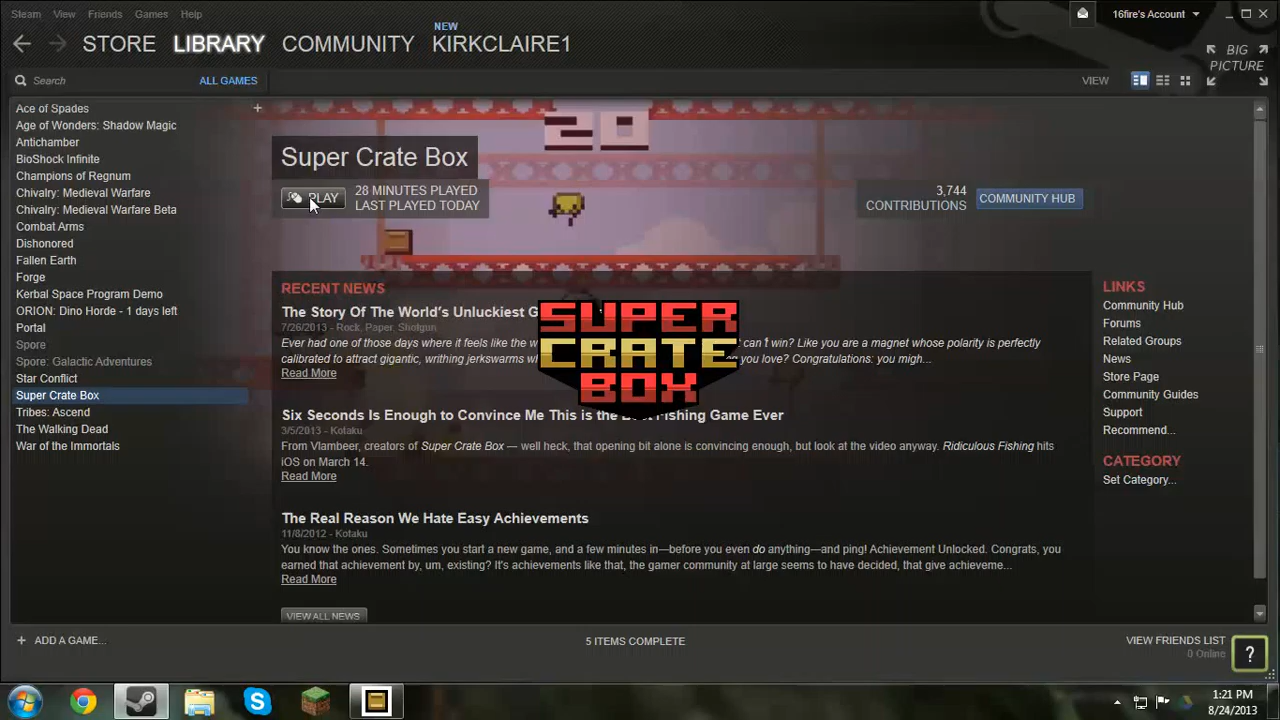 Steam View Friends Games Help
16fire's Account
NEW
STORE LIBRARY COMMUNITY KIRKCLAIRE1
BIG PICTURE
Search
ALL GAMES
VIEW
Ace of Spades
Age of Wonders: Shadow Magic
Antichamber
BioShock Infinite
Champions of Regnum
Chivalry: Medieval Warfare
Chivalry: Medieval Warfare Beta
Combat Arms
Dishonored
Fallen Earth
Forge
Kerbal Space Program Demo
ORION: Dino Horde - 1 days left
Portal
Spore
Spore: Galactic Adventures
Star Conflict
Super Crate Box
Tribes: Ascend
The Walking Dead
War of the Immortals
+
20
Super Crate Box
PLAY
28 MINUTES PLAYED
LAST PLAYED TODAY
3,744
CONTRIBUTIONS
COMMUNITY HUB
RECENT NEWS
The Story Of The World's Unluckiest G
7/26/2013 - Rock, Paper, Shotgun
Ever had one of those days where it feels like the w can't win? Like you are a magnet whose polarity is perfectly
calibrated to attract gigantic, writhing jerkswarms wh you love? Congratulations: you migh...
Read More
SUPER
CRATE
BOX
Six Seconds Is Enough to Convince Me This is the Fishing Game Ever
3/5/2013 - Kotaku
From Vlambeer, creators of Super Crate Box — well heck, that opening bit alone is convincing enough, but look at the video anyway. Ridiculous Fishing hits
iOS on March 14.
Read More
The Real Reason We Hate Easy Achievements
11/8/2012 - Kotaku
You know the ones. Sometimes you start a new game, and a few minutes in—before you even do anything—and ping! Achievement Unlocked. Congrats, you
earned that achievement by, um, existing? It's achievements like that, the gamer community at large seems to have decided, that give achieveme...
Read More
VIEW ALL NEWS
LINKS
Community Hub
Forums
Related Groups
News
Store Page
Community Guides
Support
Recommend...
CATEGORY
Set Category...
+ ADD A GAME...
5 ITEMS COMPLETE
VIEW FRIENDS LIST
0 Online
?
1:21 PM
8/24/2013